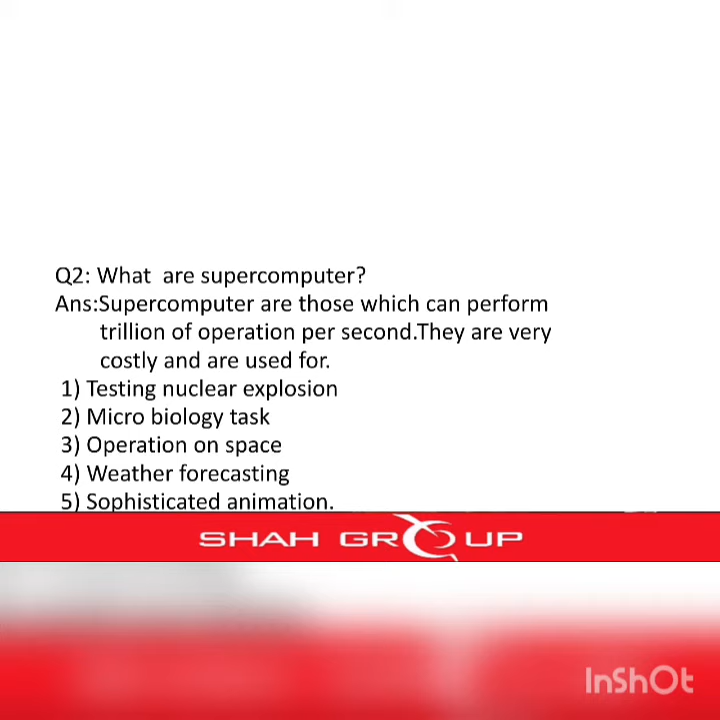 Q2: What  are supercomputer?
Ans:Supercomputer are those which can perform
trillion of operation per second.They are very
costly and are used for.
1) Testing nuclear explosion
2) Micro biology task
3) Operation on space
4) Weather forecasting
5) Sophisticated animation.
SHAH GROUP
InShOt